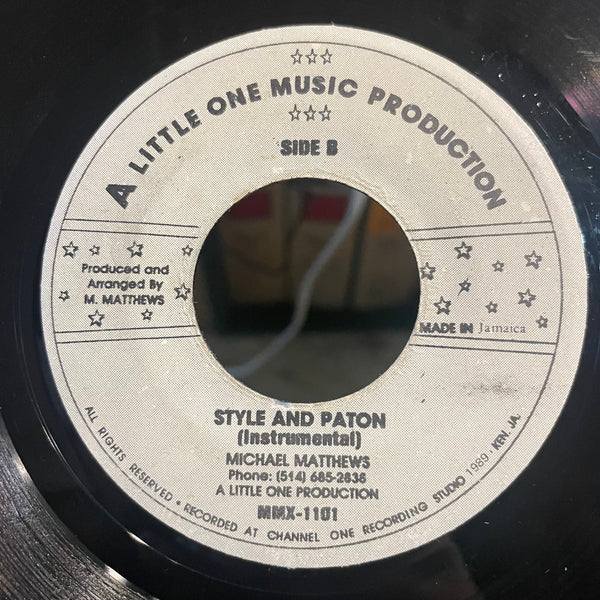 A LITTLE ONE MUSIC PRODUCTION
SIDE B
Produced and
Arranged By
M. MATTHEWS
MADE IN Jamaica
STYLE AND PATON
(Instrumental)
MICHAEL MATTHEWS
Phone: (514) 685-2636
A LITTLE ONE PRODUCTION
MMX-1101
ALL RIGHTS RESERVED • RECORDED AT CHANNEL ONE RECORDING STUDIO 1989 - KEN. JA.